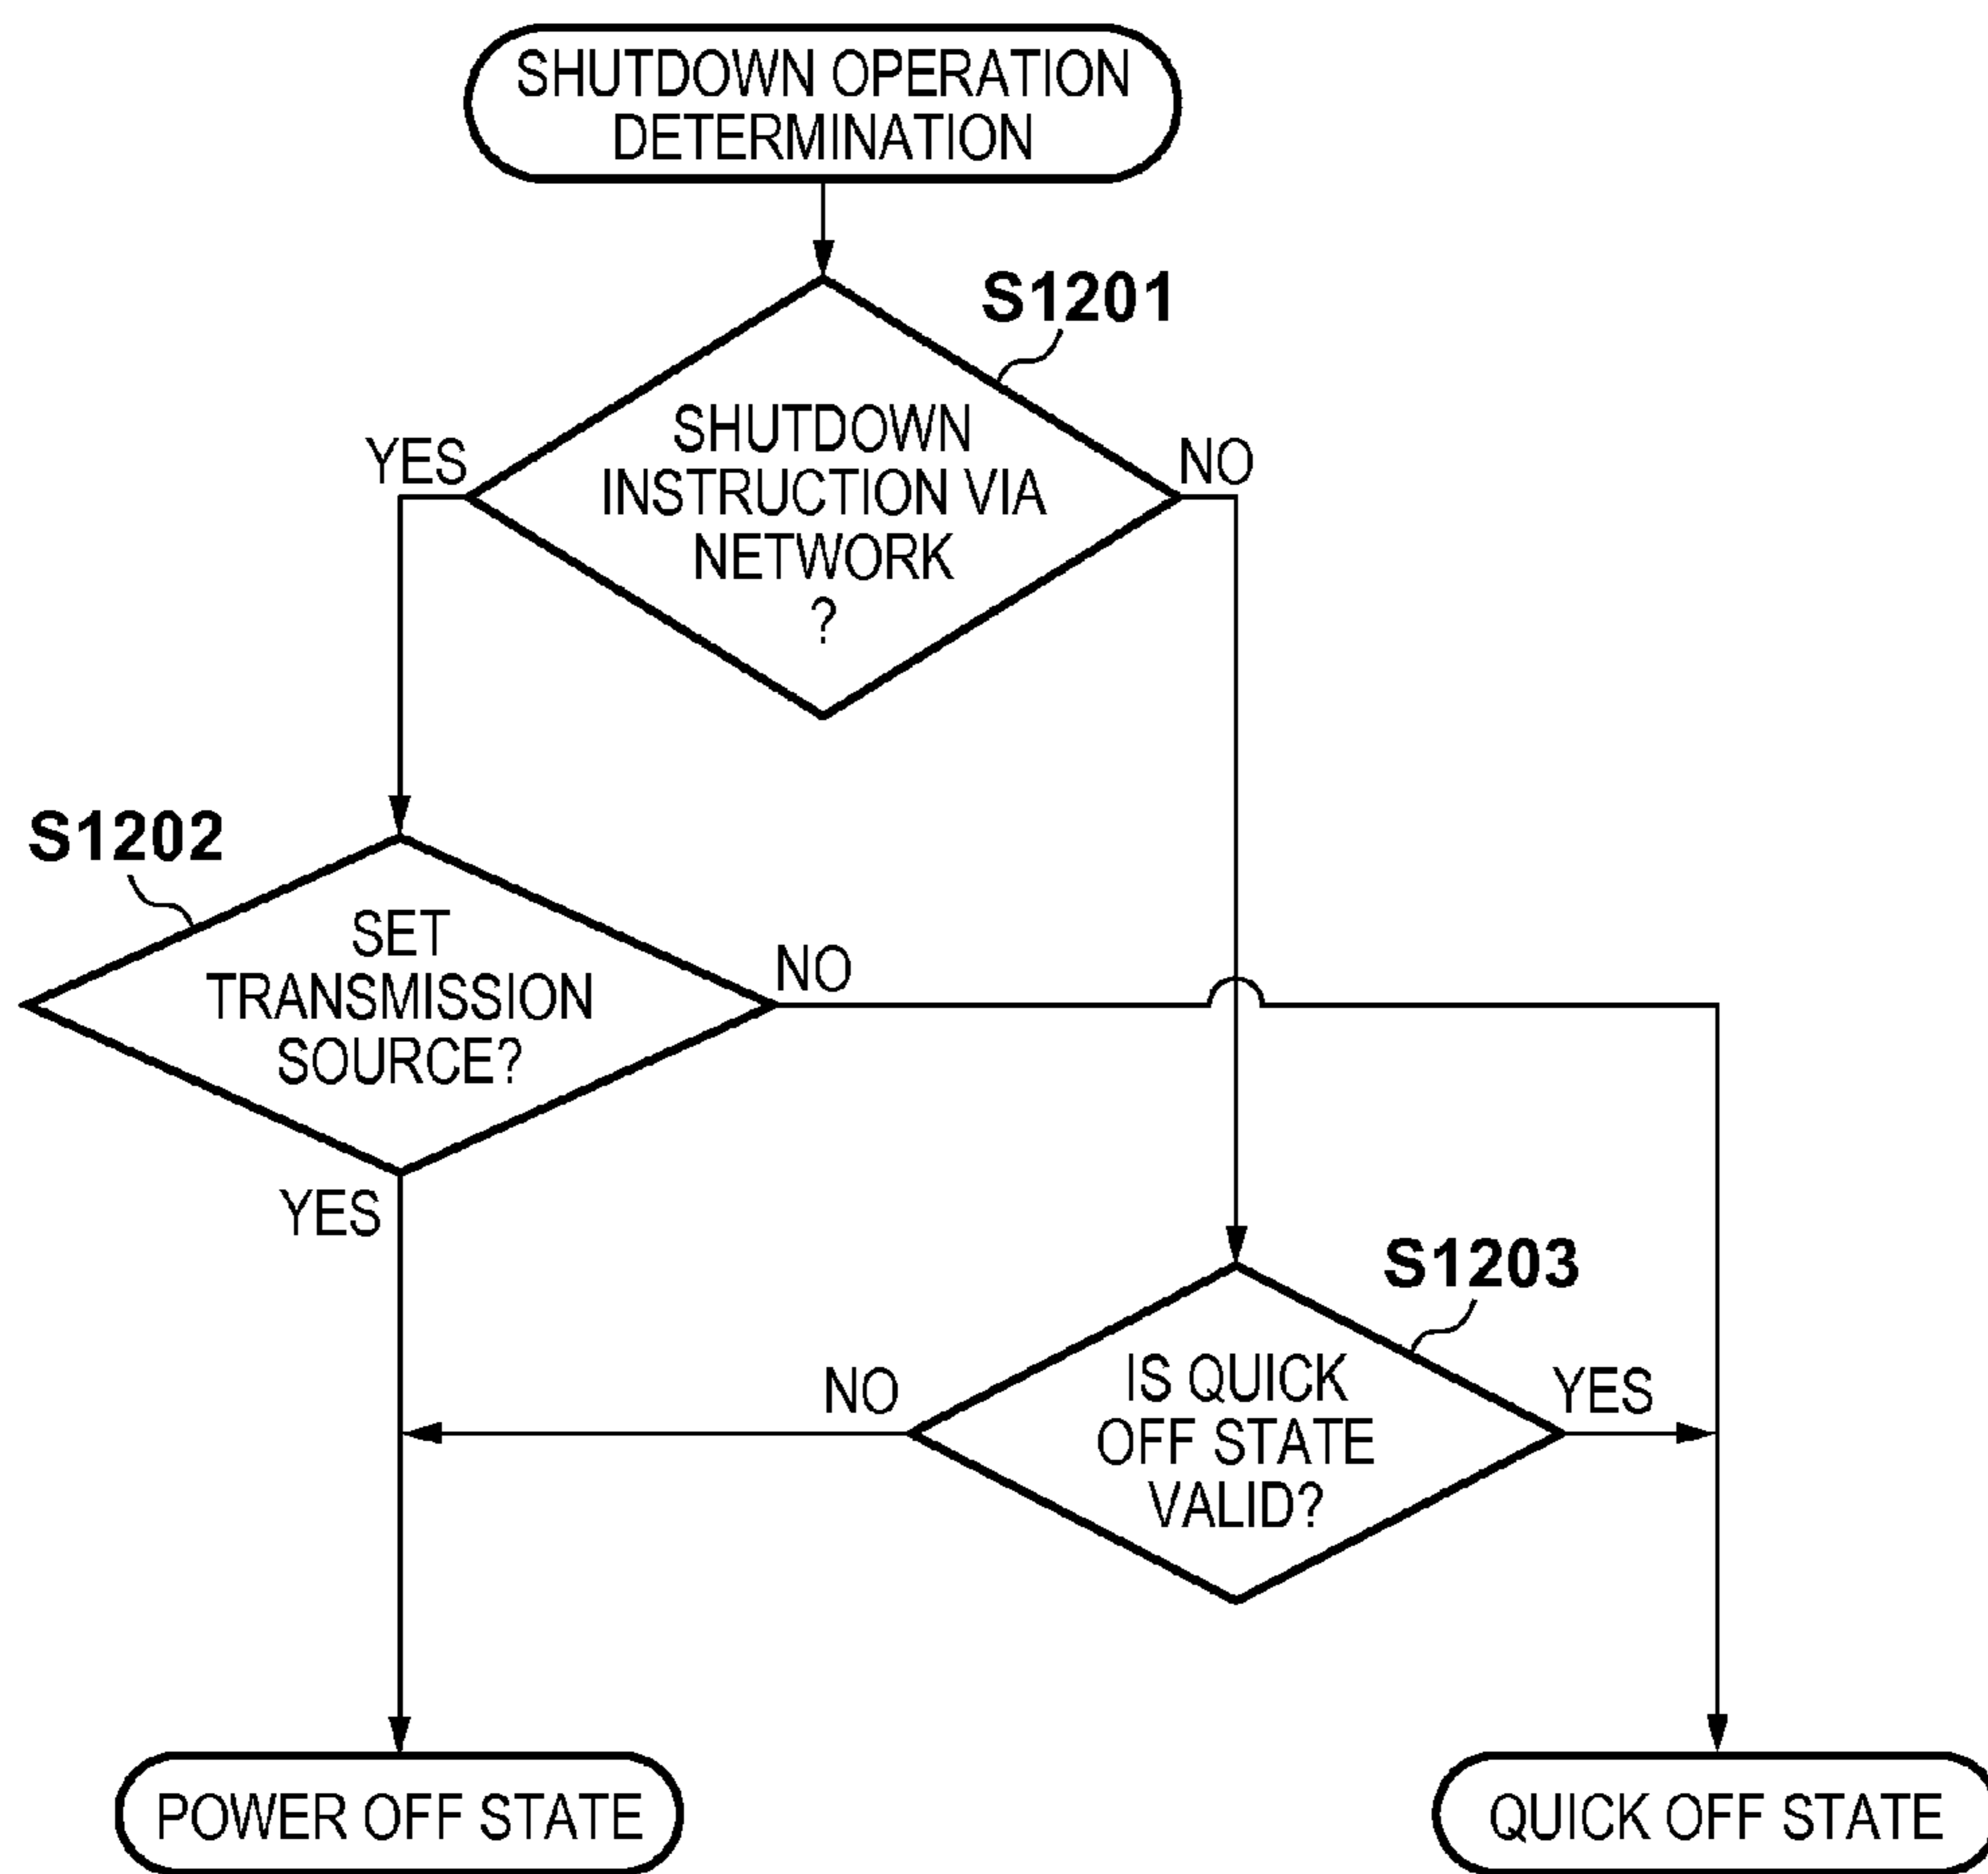 SHUTDOWN OPERATION
DETERMINATION
S1201
SHUTDOWN
INSTRUCTION VIA
NETWORK
?
YES
NO
S1202
SET
TRANSMISSION
SOURCE?
NO
YES
S1203
IS QUICK
OFF STATE
VALID?
NO
YES
POWER OFF STATE
QUICK OFF STATE